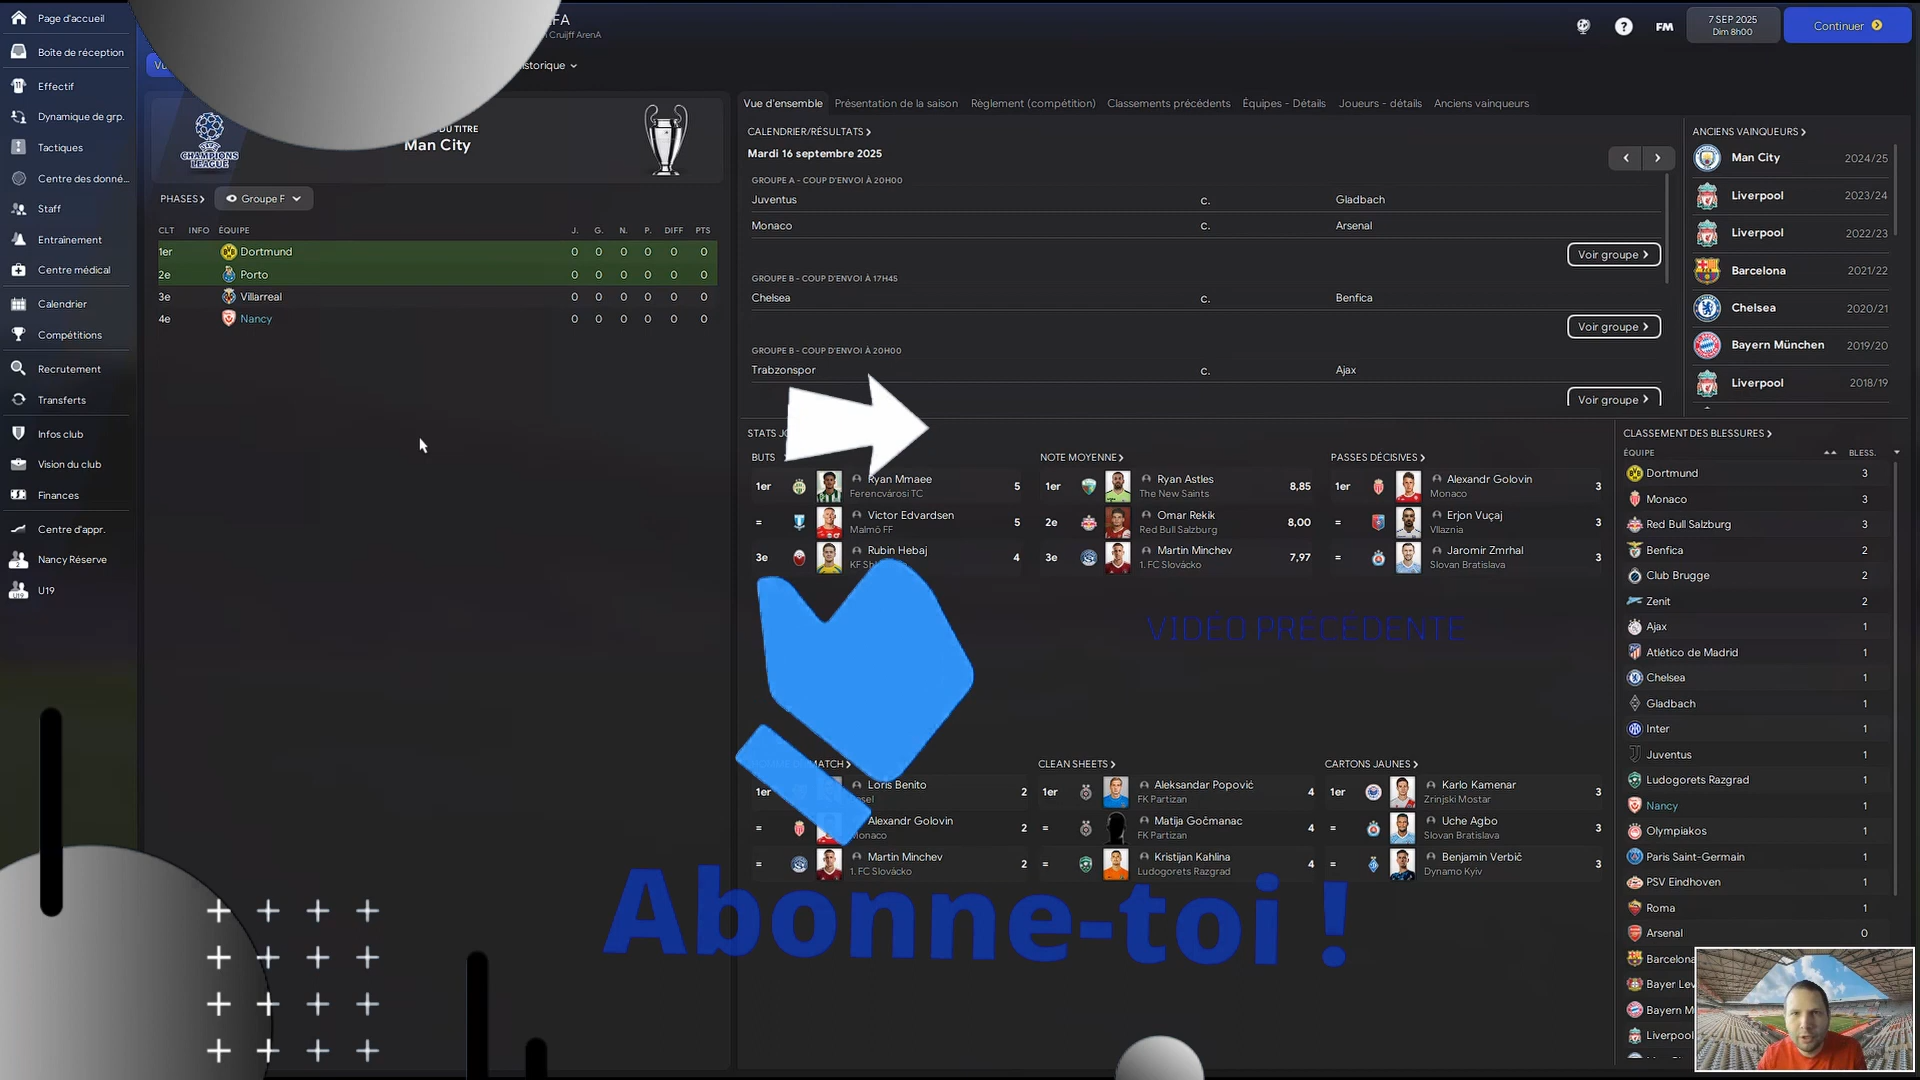 Page d'accueil
Boîte de réception
Effectif
Dynamique de grp.
Tactiques
Centre des donné...
Staff
Entraînement
Centre médical
Calendrier
Compétitions
Recrutement
Transferts
Infos club
Vision du club
Finances
Centre d'appr.
Nancy Réserve
U19
Cruijff ArenA
7 SEP 2025
Dim 8h00
Continuer
FM
CHAMPIONS LEAGUE
DU TITRE
Man City
PHASES
Groupe F
CLT INFO ÉQUIPE J. G. N. P. DIFF PTS
1er Dortmund 0 0 0 0 0 0
2e Porto 0 0 0 0 0 0
3e Villarreal 0 0 0 0 0 0
4e Nancy 0 0 0 0 0 0
Vue d'ensemble Présentation de la saison Règlement (compétition) Classements précédents Équipes - Détails Joueurs - détails Anciens vainqueurs
CALENDRIER/RÉSULTATS
Mardi 16 septembre 2025
GROUPE A - COUP D'ENVOI À 20H00
Juventus c. Gladbach
Monaco c. Arsenal
Voir groupe
GROUPE B - COUP D'ENVOI À 17H45
Chelsea c. Benfica
Voir groupe
GROUPE B - COUP D'ENVOI À 20H00
Trabzonspor c. Ajax
Voir groupe
ANCIENS VAINQUEURS
Man City 2024/25
Liverpool 2023/24
Liverpool 2022/23
Barcelona 2021/22
Chelsea 2020/21
Bayern München 2019/20
Liverpool 2018/19
STATS
BUTS
1er Ryan Mmaee 5
Ferencvárosi TC
= Victor Edvardsen 5
Malmö FF
3e Rubin Hebaj 4
NOTE MOYENNE
1er Ryan Astles 8,85
The New Saints
2e Omar Rekik 8,00
Red Bull Salzburg
3e Martin Minchev 7,97
1. FC Slovácko
PASSES DÉCISIVES
1er Alexandr Golovin 3
Monaco
= Erjon Vuçaj 3
Vllaznia
= Jaromír Zmrhal 3
Slovan Bratislava
VIDÉO PRÉCÉDENTE
MATCH
1er Loris Benito 2
= Alexandr Golovin 2
Monaco
= Martin Minchev 2
1. FC Slovácko
CLEAN SHEETS
1er Aleksandar Popović 4
FK Partizan
= Matija Gočmanac 4
FK Partizan
= Kristijan Kahlina 4
Ludogorets Razgrad
CARTONS JAUNES
1er Karlo Kamenar 3
Zrinjski Mostar
= Uche Agbo 3
Slovan Bratislava
= Benjamin Verbič 3
Dynamo Kyiv
CLASSEMENT DES BLESSURES
ÉQUIPE BLESS.
Dortmund 3
Monaco 3
Red Bull Salzburg 3
Benfica 2
Club Brugge 2
Zenit 2
Ajax 1
Atlético de Madrid 1
Chelsea 1
Gladbach 1
Inter 1
Juventus 1
Ludogorets Razgrad 1
Nancy 1
Olympiakos 1
Paris Saint-Germain 1
PSV Eindhoven 1
Roma 1
Arsenal 0
Barcelona
Bayer Lev
Bayern M
Liverpool
Abonne-toi !